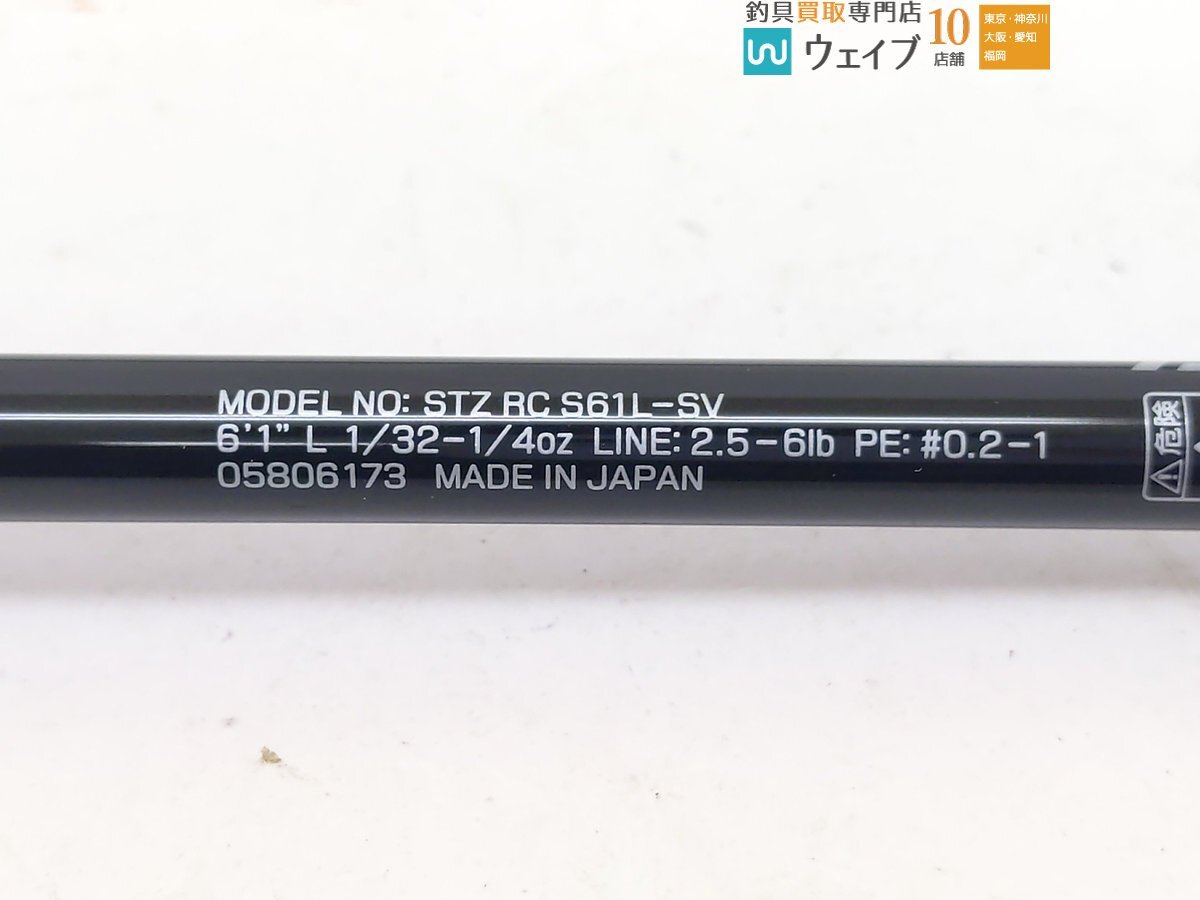 釣具買取専門店
ウェイブ
10
店舗
東京・神奈川
大阪・愛知
福岡
MODEL NO: STZ RC S61L-SV
6'1" L 1/32-1/4oz LINE: 2.5-6lb PE: #0.2-1
05806173 MADE IN JAPAN
危険